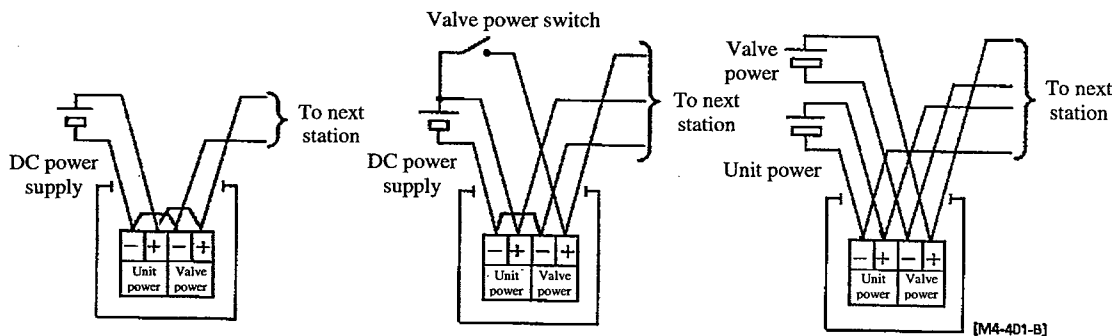 Valve power switch
To next
station
DC power
supply
− + − +
Unit
power
Valve
power
To next
station
DC power
supply
− + − +
Unit
power
Valve
power
Valve
power
Unit power
To next
station
− + − +
Unit
power
Valve
power
[M4-401-B]